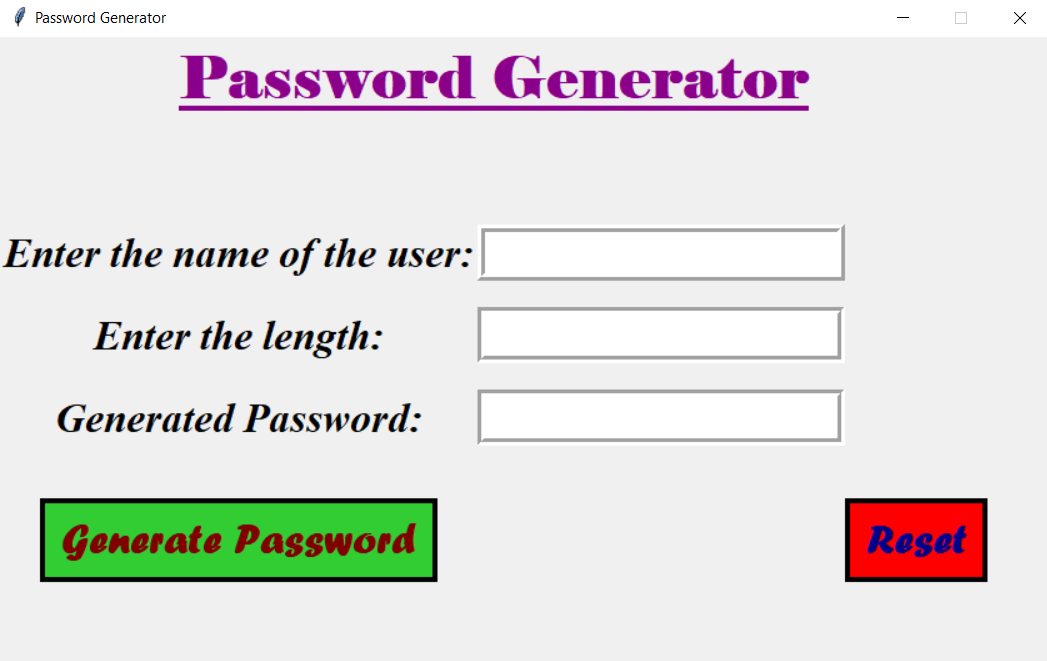 Password Generator
Password Generator
Enter the name of the user:
Enter the length:
Generated Password:
Generate Password
Reset